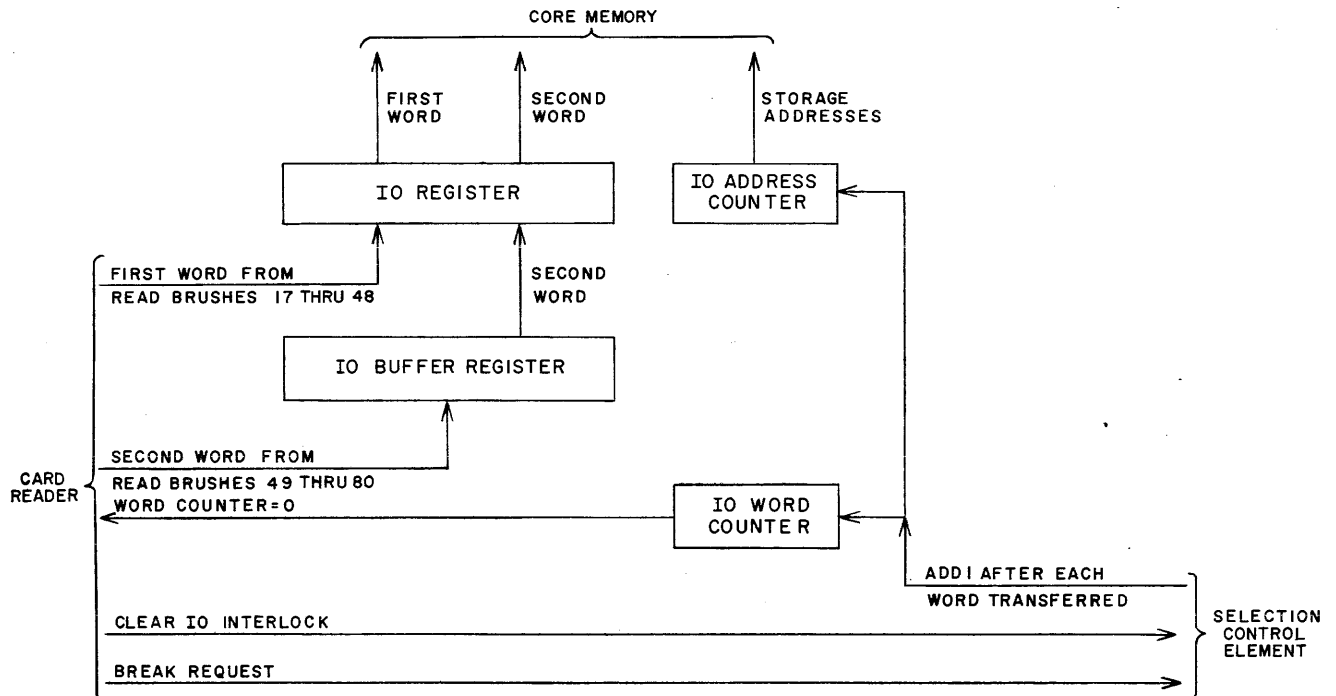 CORE MEMORY
FIRST
WORD
SECOND
WORD
STORAGE
ADDRESSES
IO REGISTER
IO ADDRESS
COUNTER
FIRST WORD FROM
READ BRUSHES 17 THRU 48
SECOND
WORD
IO BUFFER REGISTER
SECOND WORD FROM
READ BRUSHES 49 THRU 80
CARD
READER
WORD COUNTER=0
IO WORD
COUNTER
ADD 1 AFTER EACH
WORD TRANSFERRED
CLEAR IO INTERLOCK
BREAK REQUEST
SELECTION
CONTROL
ELEMENT